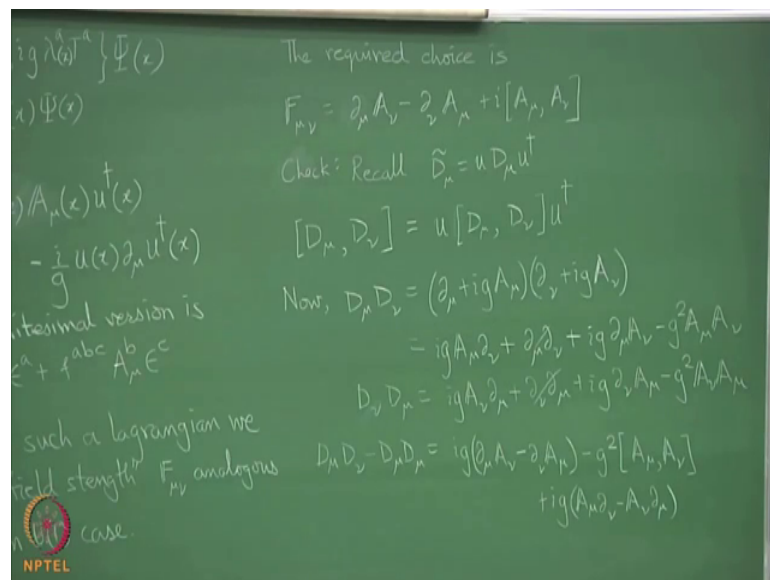 ig λ^a(x) T^a } Ψ(x)
x) Ψ(x)
) A_μ(x) u†(x)
- i/g u(x) ∂_μ u†(x)
itesimal version is
ε^a + f^{abc} A_μ^b ε^c
such a Lagrangian we
field stength" F_μν analogous
case.
NPTEL
The required choice is
F_μν = ∂_μ A_ν - ∂_ν A_μ + i[A_μ, A_ν]
Check: Recall D̃_μ = u D_μ u†
[D_μ, D_ν] = u [D_μ, D_ν] u†
Now, D_μ D_ν = (∂_μ + ig A_μ)(∂_ν + ig A_ν)
= ig A_μ ∂_ν + ∂_μ ∂_ν + ig ∂_μ A_ν - g² A_μ A_ν
D_ν D_μ = ig A_ν ∂_μ + ∂_ν ∂_μ + ig ∂_ν A_μ - g² A_ν A_μ
D_μ D_ν - D_ν D_μ = ig(∂_μ A_ν - ∂_ν A_μ) - g² [A_μ, A_ν]
+ ig(A_μ ∂_ν - A_ν ∂_μ)